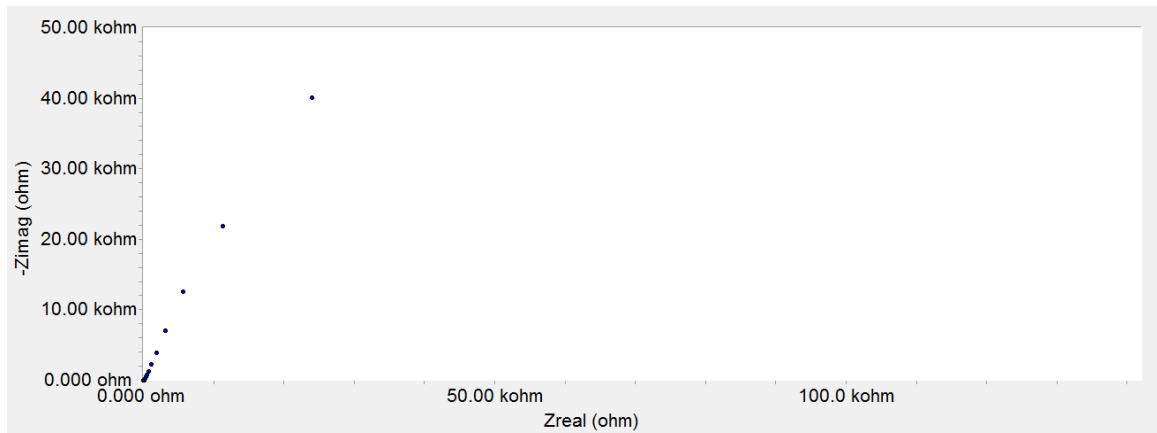 50.00 kohm
40.00 kohm
30.00 kohm
20.00 kohm
10.00 kohm
0.000 ohm
-Zimag (ohm)
0.000 ohm
50.00 kohm
100.0 kohm
Zreal (ohm)